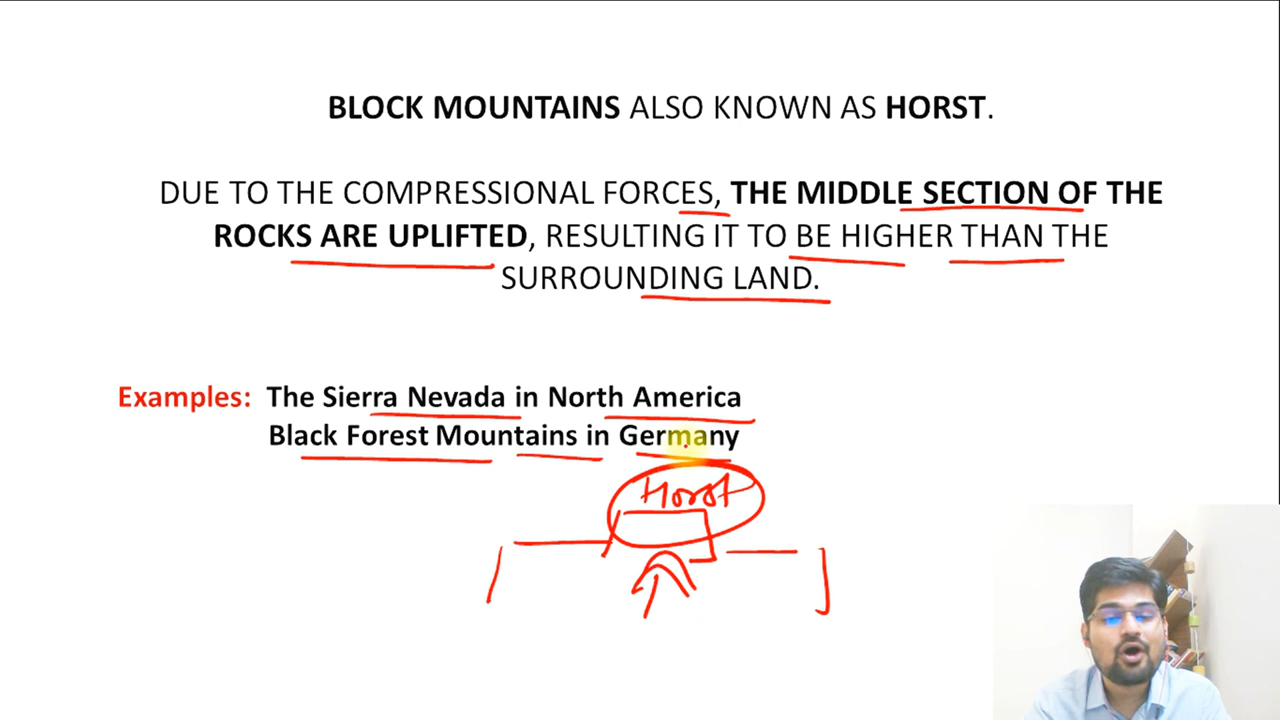 BLOCK MOUNTAINS ALSO KNOWN AS HORST.
DUE TO THE COMPRESSIONAL FORCES, THE MIDDLE SECTION OF THE
ROCKS ARE UPLIFTED, RESULTING IT TO BE HIGHER THAN THE
SURROUNDING LAND.
Examples: The Sierra Nevada in North America
Black Forest Mountains in Germany
Horst